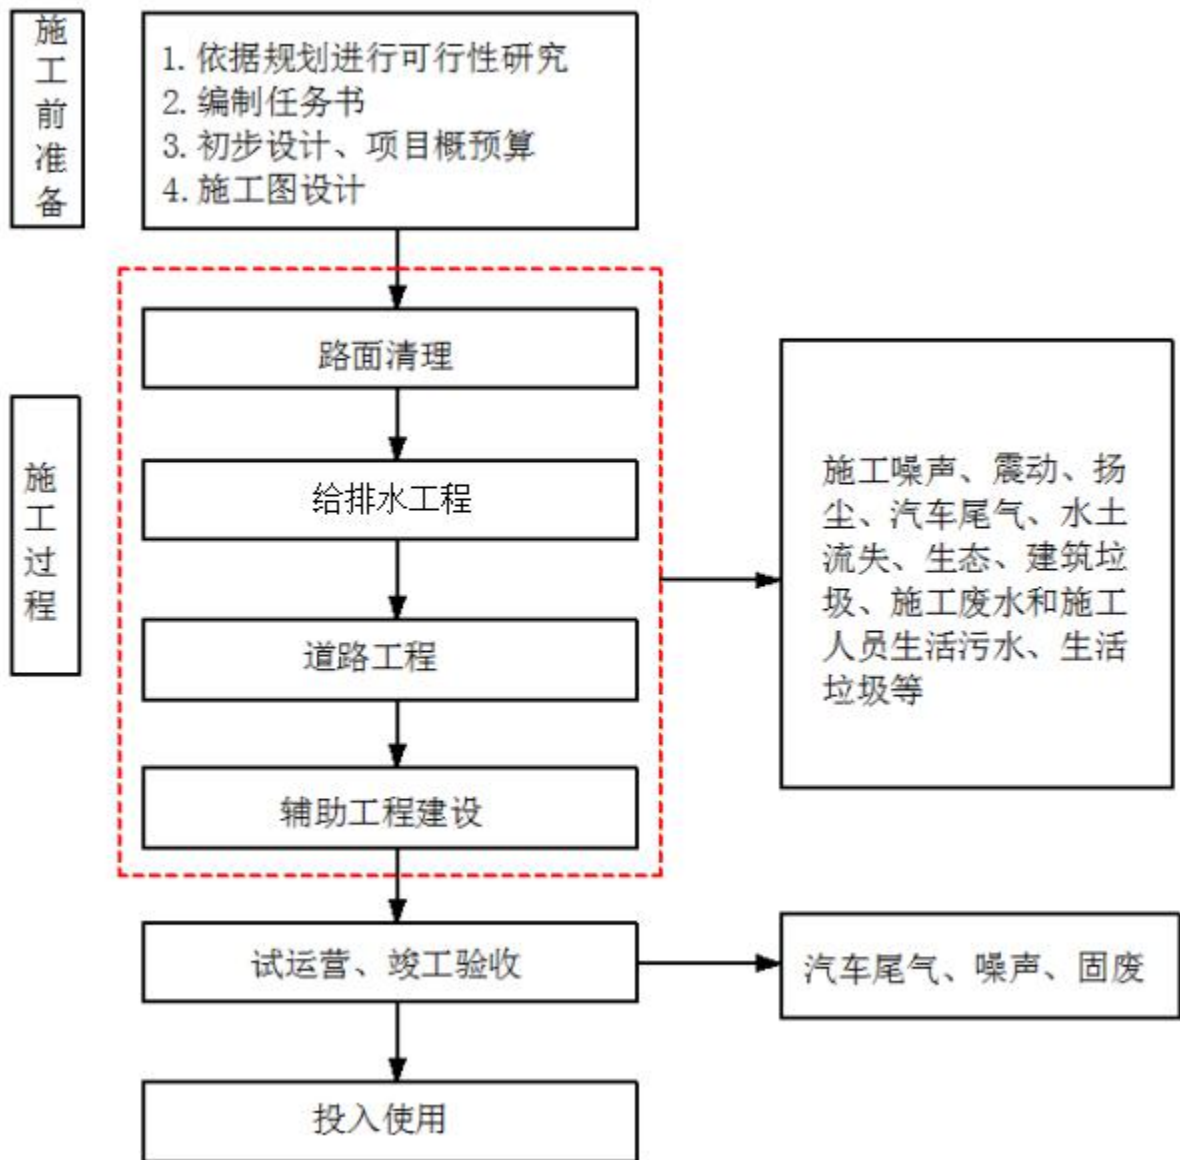 施工前准备
1.依据规划进行可行性研究
2.编制任务书
3.初步设计、项目概预算
4.施工图设计
路面清理
施工过程
给排水工程
道路工程
辅助工程建设
施工噪声、震动、扬
尘、汽车尾气、水土
流失、生态、建筑垃
圾、施工废水和施工
人员生活污水、生活
垃圾等
试运营、竣工验收
汽车尾气、噪声、固废
投入使用